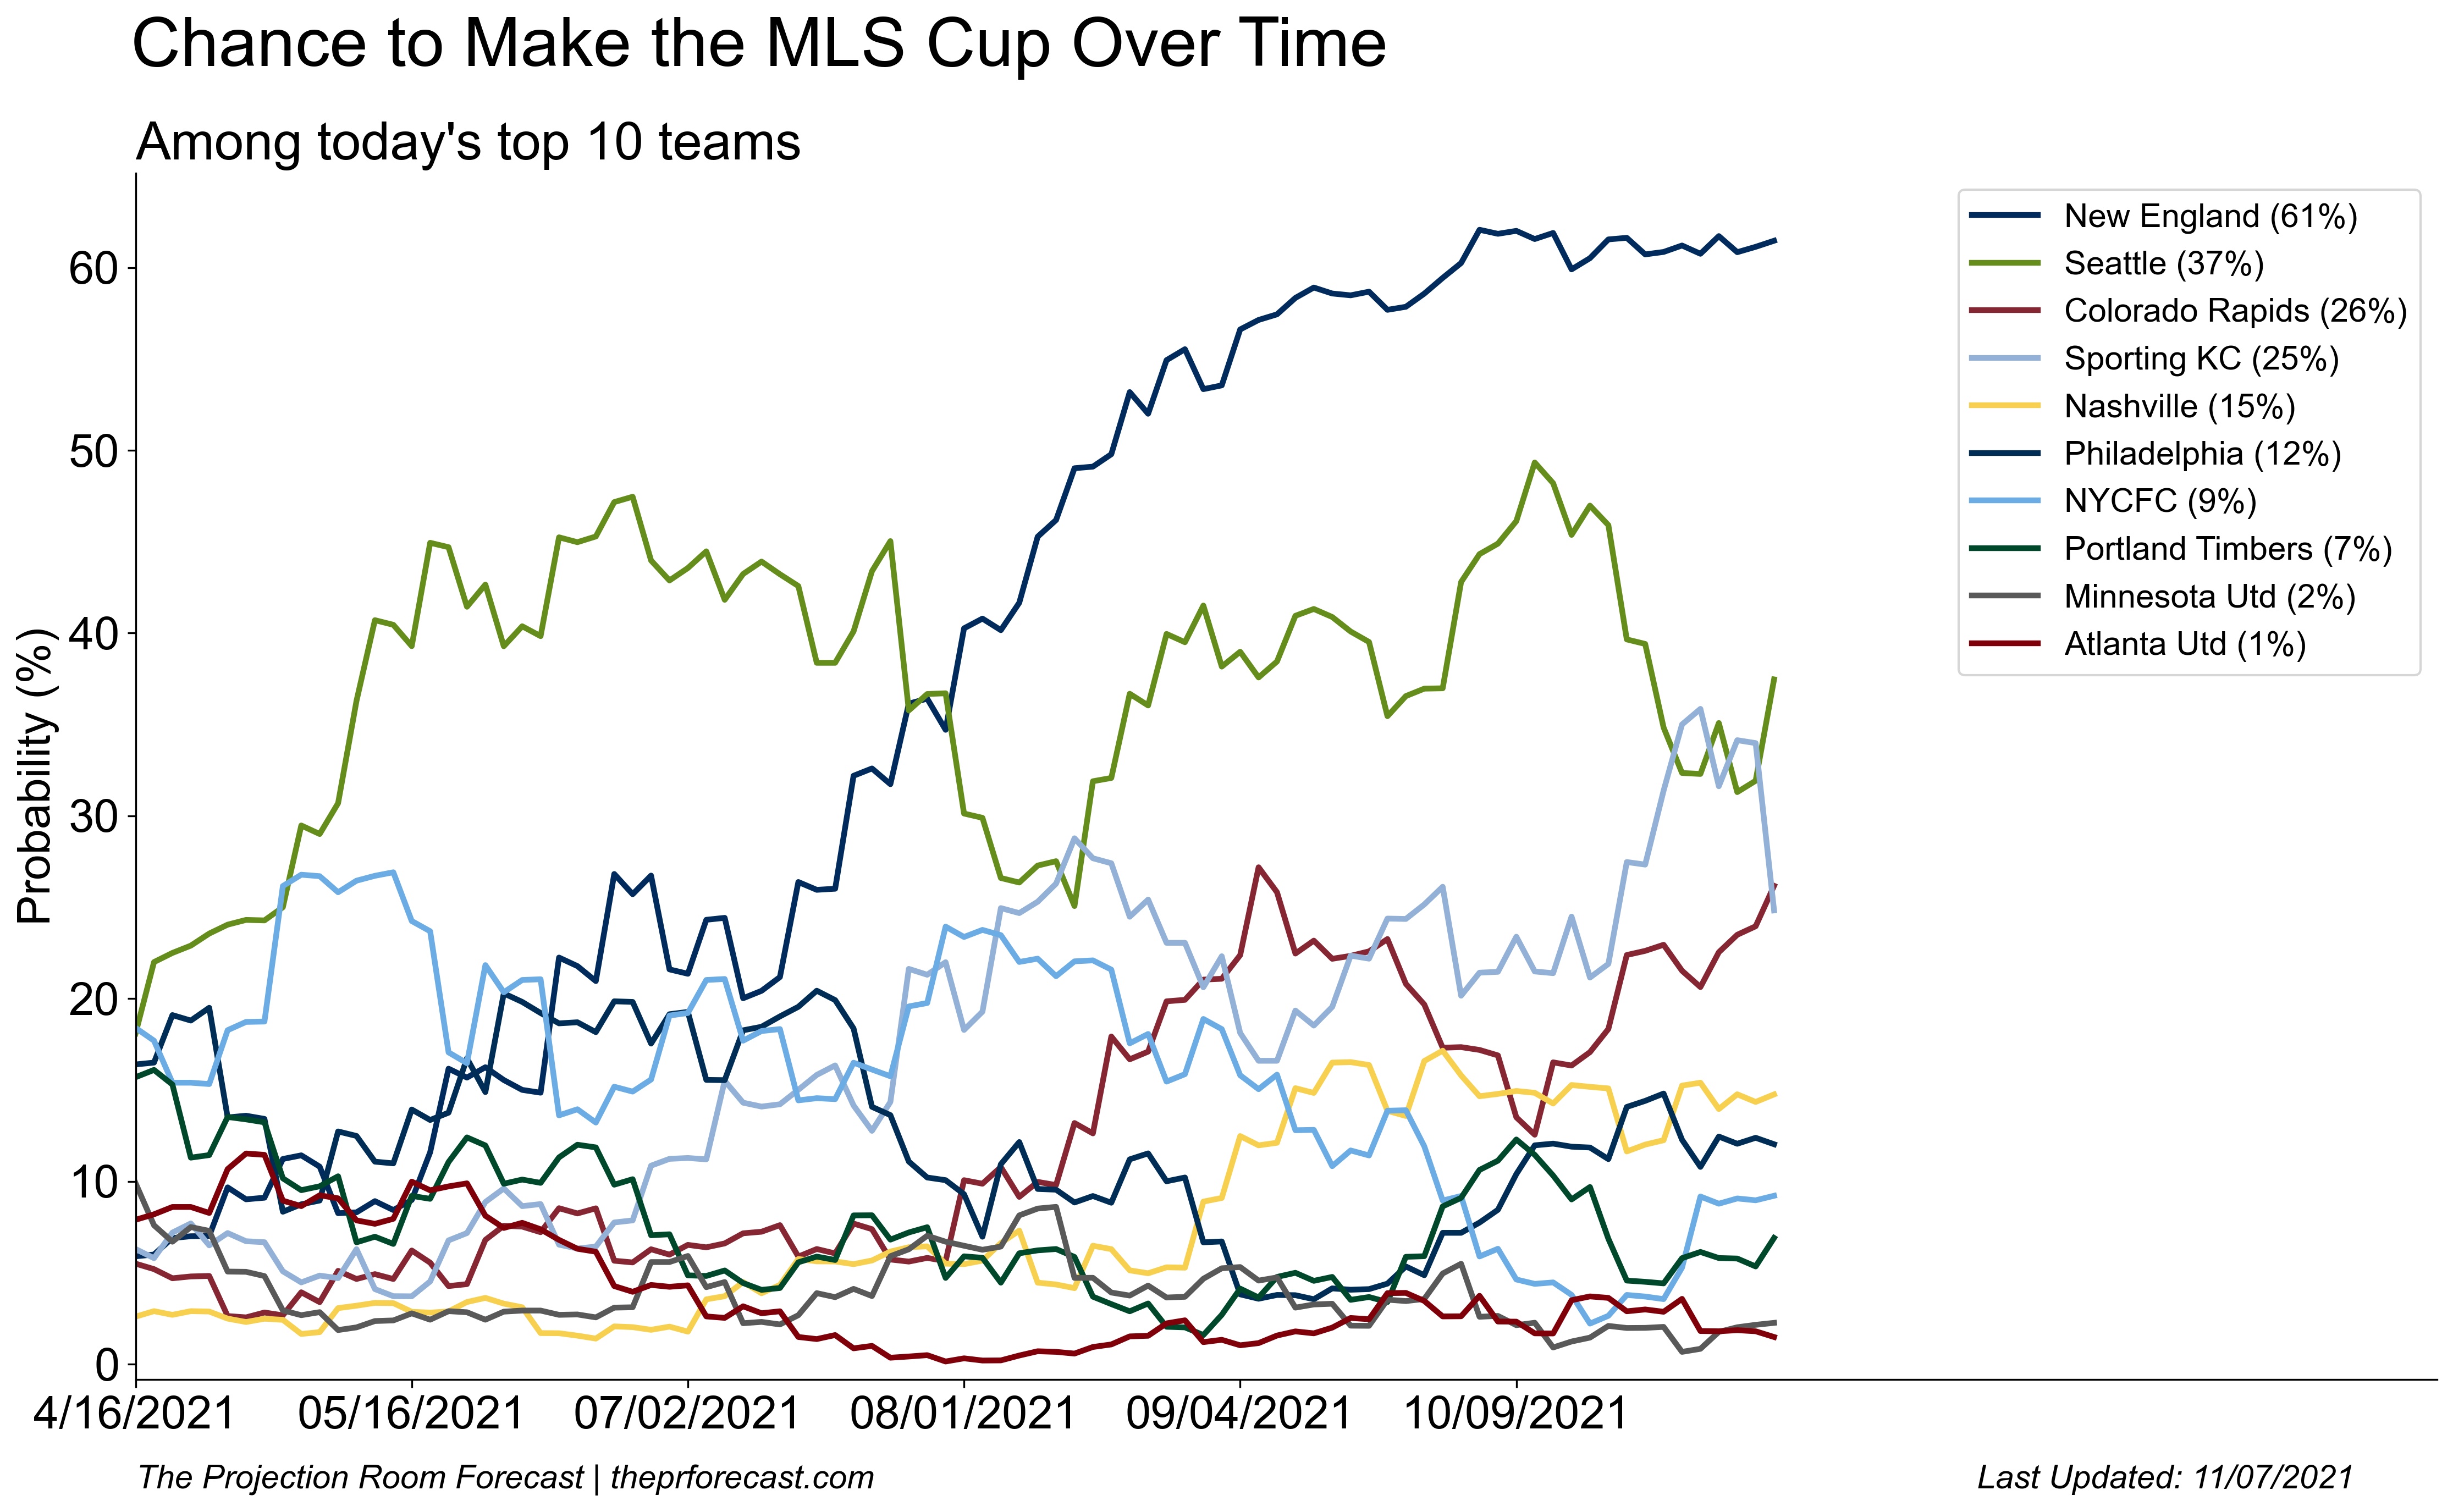 Chance to Make the MLS Cup Over Time
Among today's top 10 teams
New England (61%)
Seattle (37%)
Colorado Rapids (26%)
Sporting KC (25%)
Nashville (15%)
Philadelphia (12%)
NYCFC (9%)
Portland Timbers (7%)
Minnesota Utd (2%)
Atlanta Utd (1%)
Probability (%)
60
50
40
30
20
10
0
4/16/2021 05/16/2021 07/02/2021 08/01/2021 09/04/2021 10/09/2021
The Projection Room Forecast | theprforecast.com
Last Updated: 11/07/2021